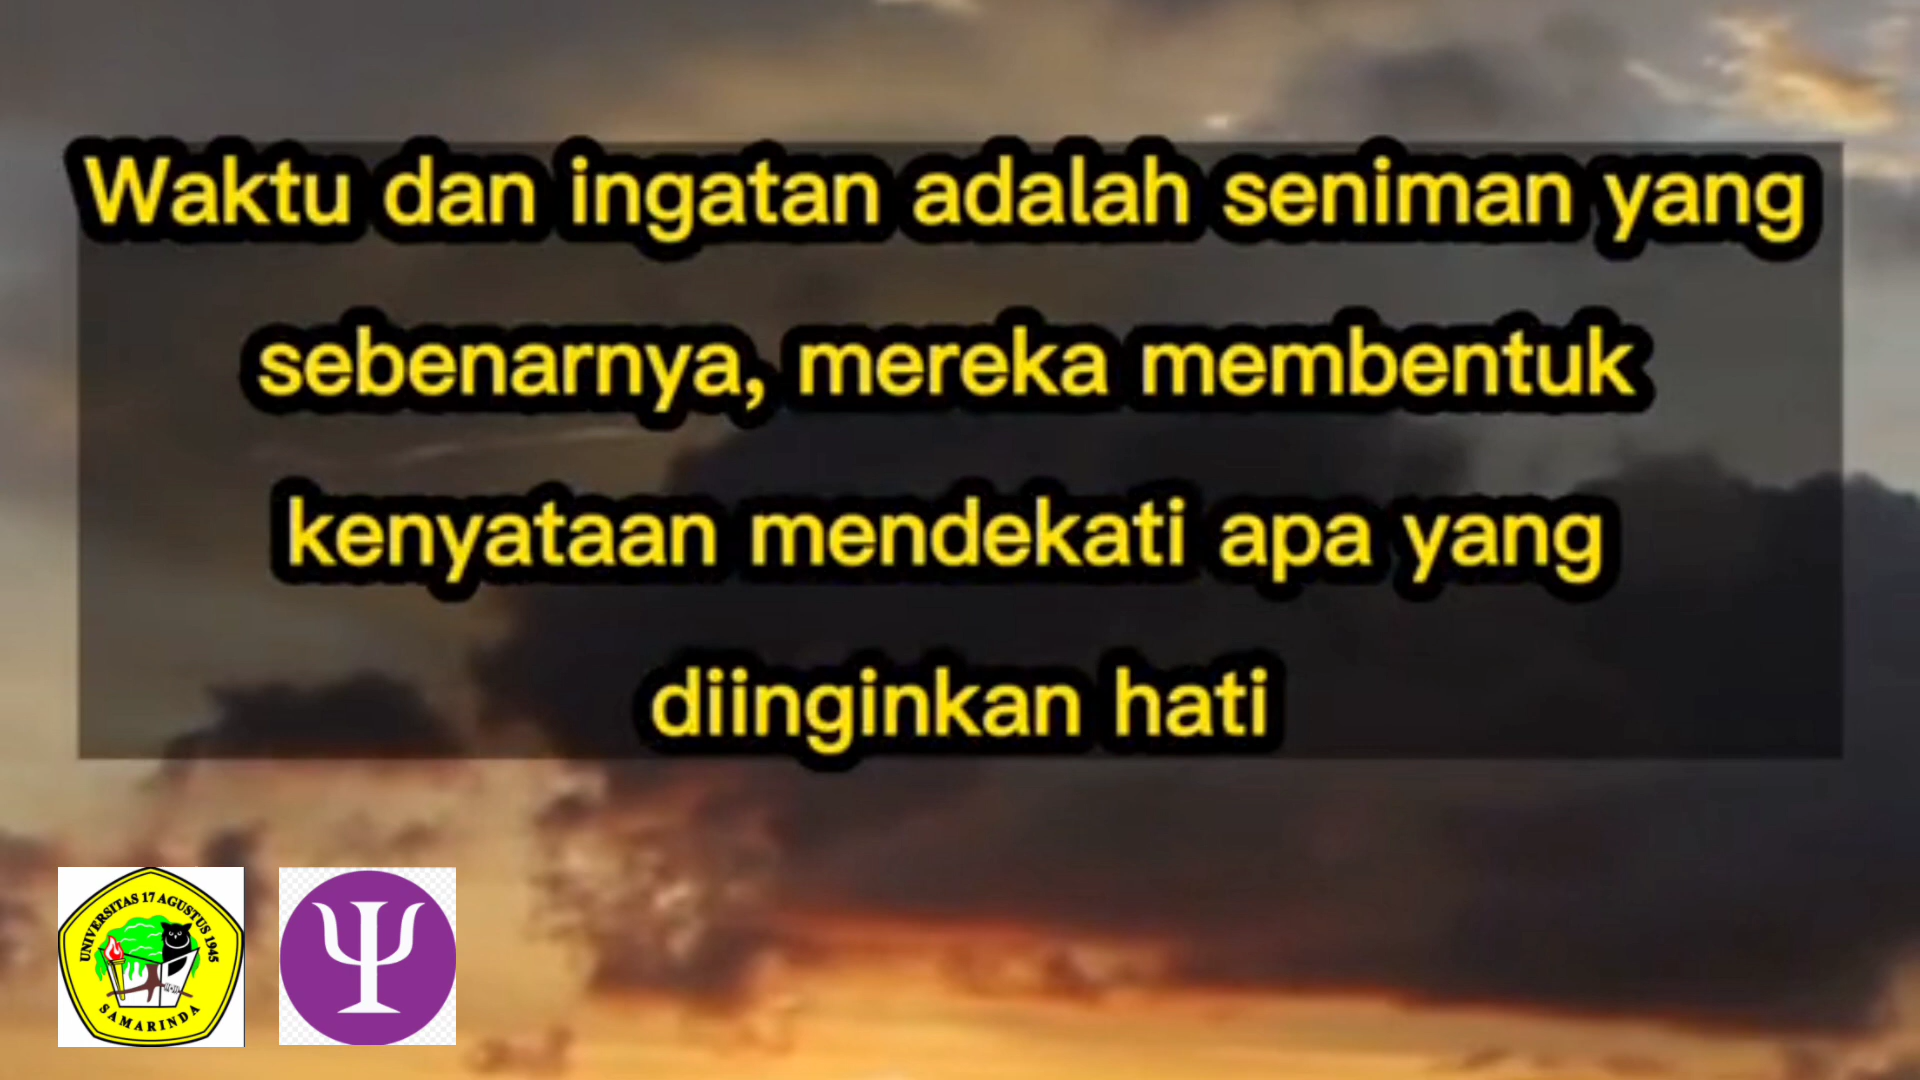 Waktu dan ingatan adalah seniman yang
sebenarnya, mereka membentuk
kenyataan mendekati apa yang
diinginkan hati
UNIVERSITAS 17 AGUSTUS 1945
SAMARINDA
Ψ